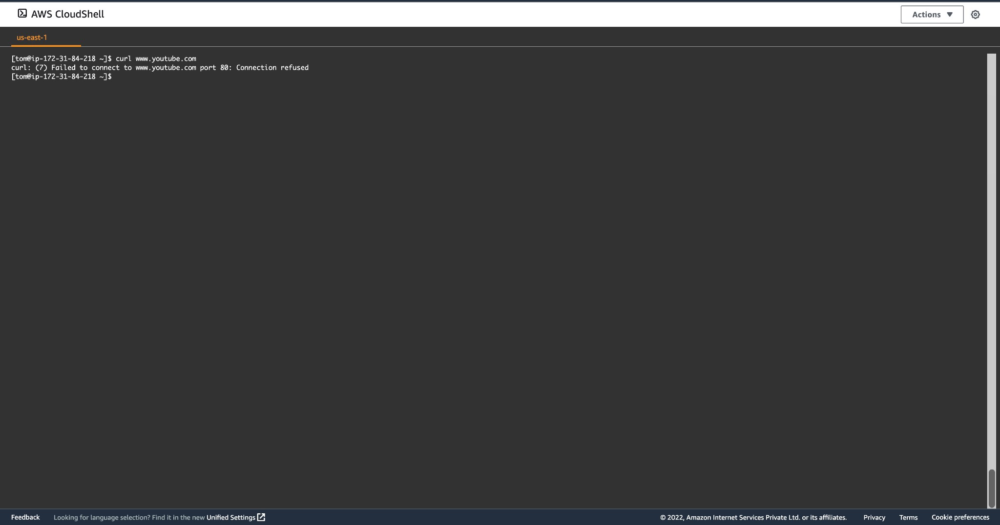 AWS CloudShell
Actions ▼
us-east-1
[tom@ip-172-31-84-218 ~]$ curl www.youtube.com
curl: (7) Failed to connect to www.youtube.com port 80: Connection refused
[tom@ip-172-31-84-218 ~]$
Feedback Looking for language selection? Find it in the new Unified Settings © 2022, Amazon Internet Services Private Ltd. or its affiliates. Privacy Terms Cookie preferences